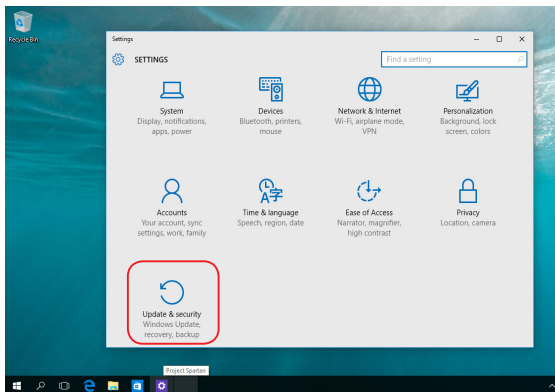 Recycle Bin
Settings
SETTINGS
Find a setting
System
Display, notifications,
apps, power
Devices
Bluetooth, printers,
mouse
Network & Internet
Wi-Fi, airplane mode,
VPN
Personalization
Background, lock
screen, colors
Accounts
Your account, sync
settings, work, family
Time & language
Speech, region, date
Ease of Access
Narrator, magnifier,
high contrast
Privacy
Location, camera
Update & security
Windows Update,
recovery, backup
Project Spartan